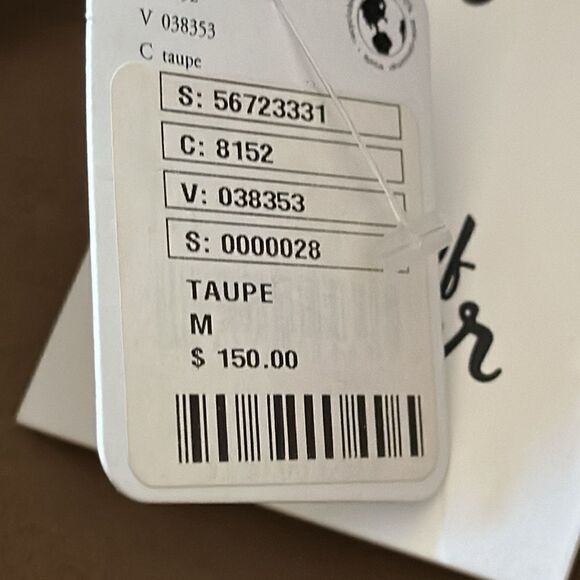 V 038353
C taupe
S: 56723331
C: 8152
V: 038353
S: 0000028
TAUPE
M
$ 150.00